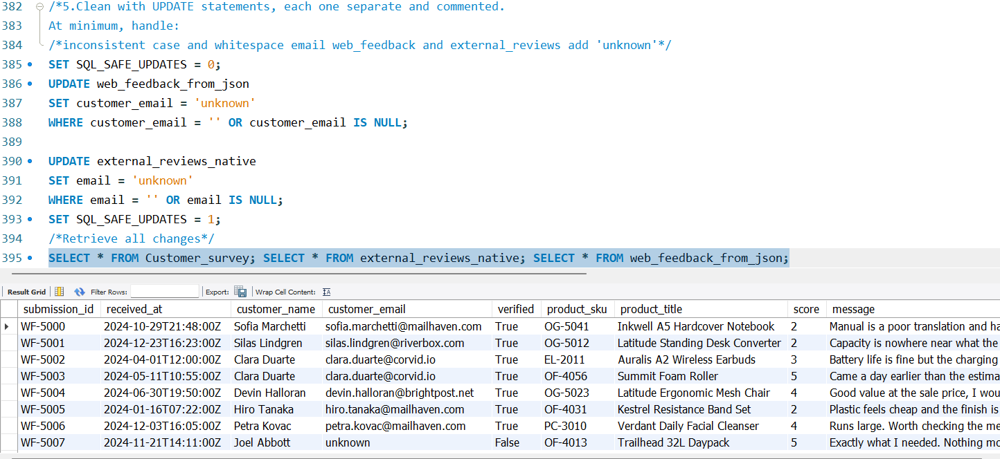 382 /*5.Clean with UPDATE statements, each one separate and commented.
383 At minimum, handle:
384 /*inconsistent case and whitespace email web_feedback and external_reviews add 'unknown'*/
385 SET SQL_SAFE_UPDATES = 0;
386 UPDATE web_feedback_from_json
387 SET customer_email = 'unknown'
388 WHERE customer_email = '' OR customer_email IS NULL;
389
390 UPDATE external_reviews_native
391 SET email = 'unknown'
392 WHERE email = '' OR email IS NULL;
393 SET SQL_SAFE_UPDATES = 1;
394 /*Retrieve all changes*/
395 SELECT * FROM Customer_survey; SELECT * FROM external_reviews_native; SELECT * FROM web_feedback_from_json;
Result Grid Filter Rows: Export: Wrap Cell Content:
submission_id received_at customer_name customer_email verified product_sku product_title score message
WF-5000 2024-10-29T21:48:00Z Sofia Marchetti sofia.marchetti@mailhaven.com True OG-5041 Inkwell A5 Hardcover Notebook 2 Manual is a poor translation and ha
WF-5001 2024-12-23T16:23:00Z Silas Lindgren silas.lindgren@riverbox.com True OG-5012 Latitude Standing Desk Converter 2 Capacity is nowhere near what the
WF-5002 2024-04-01T12:00:00Z Clara Duarte clara.duarte@corvid.io True EL-2011 Auralis A2 Wireless Earbuds 3 Battery life is fine but the charging
WF-5003 2024-05-11T10:55:00Z Clara Duarte clara.duarte@corvid.io True OF-4056 Summit Foam Roller 5 Came a day earlier than the estima
WF-5004 2024-06-30T19:50:00Z Devin Halloran devin.halloran@brightpost.net True OG-5023 Latitude Ergonomic Mesh Chair 4 Good value at the sale price, I wou
WF-5005 2024-01-16T07:22:00Z Hiro Tanaka hiro.tanaka@mailhaven.com True OF-4031 Kestrel Resistance Band Set 2 Plastic feels cheap and the finish is
WF-5006 2024-12-03T16:05:00Z Petra Kovac petra.kovac@mailhaven.com True PC-3010 Verdant Daily Facial Cleanser 4 Runs large. Worth checking the me
WF-5007 2024-11-21T14:11:00Z Joel Abbott unknown False OF-4013 Trailhead 32L Daypack 5 Exactly what I needed. Nothing mo